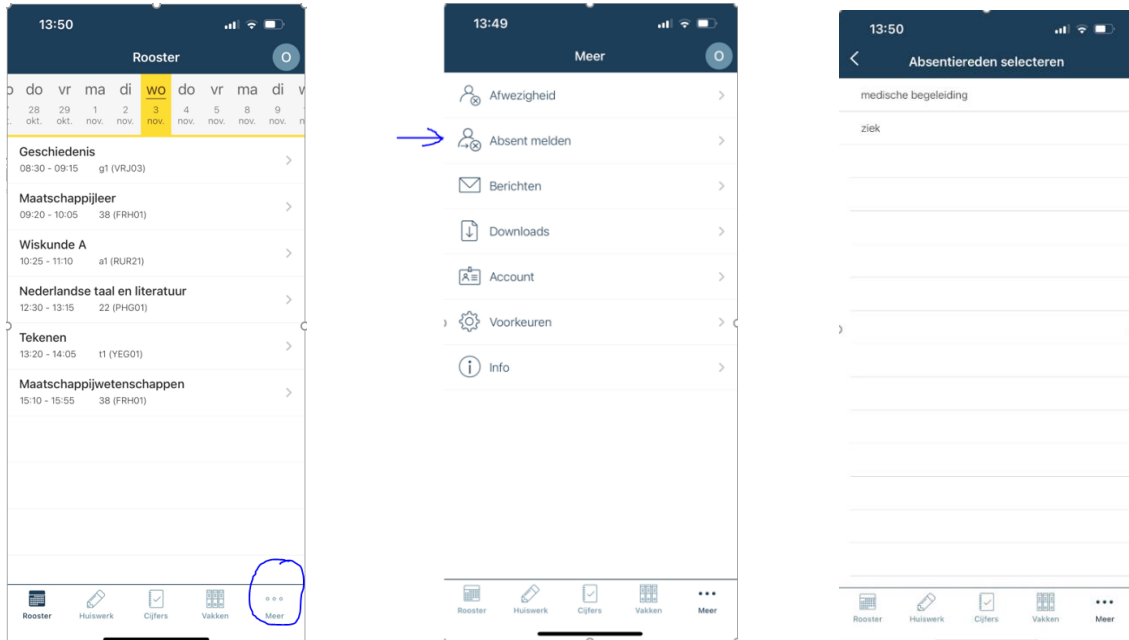 13:50
Rooster
O
do vr ma di wo do vr ma di
28 29 1 2 3 4 5 8 9
okt. okt. nov. nov. nov. nov. nov. nov. nov.
Geschiedenis
08:30 - 09:15 g1 (VRJ03)
Maatschappijleer
09:20 - 10:05 38 (FRH01)
Wiskunde A
10:25 - 11:10 a1 (RUR21)
Nederlandse taal en literatuur
12:30 - 13:15 22 (PHG01)
Tekenen
13:20 - 14:05 t1 (YEG01)
Maatschappijwetenschappen
15:10 - 15:55 38 (FRH01)
Rooster Huiswerk Cijfers Vakken Meer
13:49
Meer
O
Afwezigheid
Absent melden
Berichten
Downloads
Account
Voorkeuren
Info
Rooster Huiswerk Cijfers Vakken Meer
13:50
Absentiereden selecteren
medische begeleiding
ziek
Rooster Huiswerk Cijfers Vakken Meer